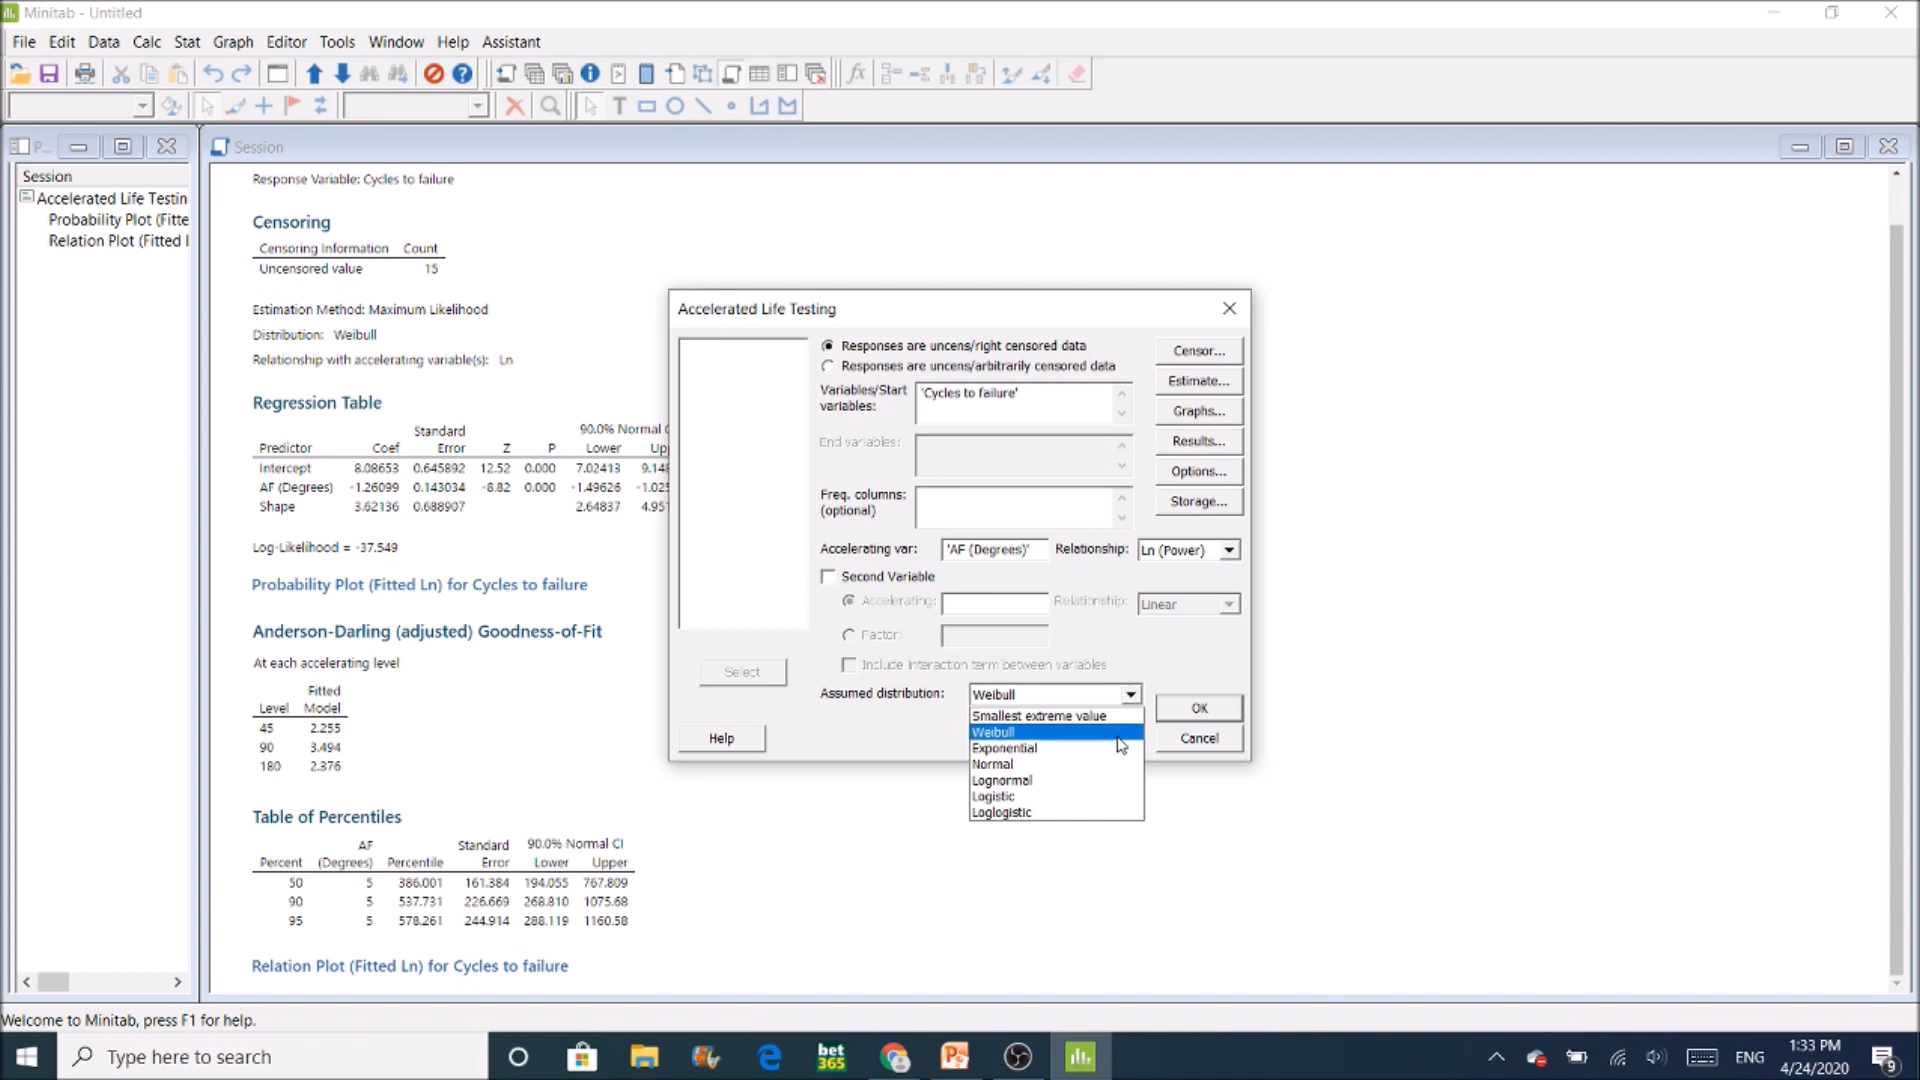 Minitab - Untitled
File Edit Data Calc Stat Graph Editor Tools Window Help Assistant
P...
Session
Accelerated Life Testin
Probability Plot (Fitte
Relation Plot (Fitted
Session
Response Variable: Cycles to failure
Censoring
Censoring Information Count
Uncensored value 15
Estimation Method: Maximum Likelihood
Distribution: Weibull
Relationship with accelerating variable(s): Ln
Regression Table
Standard 90.0% Normal
Predictor Coef Error Z P Lower Up
Intercept 8.08653 0.645892 12.52 0.000 7.02413 9.148
AF (Degrees) -1.26099 0.143034 -8.82 0.000 -1.49626 -1.025
Shape 3.62136 0.688907 2.64837 4.951
Log-Likelihood = -37.549
Probability Plot (Fitted Ln) for Cycles to failure
Anderson-Darling (adjusted) Goodness-of-Fit
At each accelerating level
Fitted
Level Model
45 2.255
90 3.494
180 2.376
Table of Percentiles
AF Standard 90.0% Normal CI
Percent (Degrees) Percentile Error Lower Upper
50 5 386.001 161.384 194.055 767.809
90 5 537.731 226.669 268.810 1075.68
95 5 578.261 244.914 288.119 1160.58
Relation Plot (Fitted Ln) for Cycles to failure
Accelerated Life Testing
Responses are uncens/right censored data
Responses are uncens/arbitrarily censored data
Variables/Start
variables:
'Cycles to failure'
End variables:
Freq. columns:
(optional)
Accelerating var: 'AF (Degrees)' Relationship: Ln (Power)
Second Variable
Accelerating: Relationship: Linear
Factor:
Include interaction term between variables
Select
Assumed distribution: Weibull
Smallest extreme value
Weibull
Exponential
Normal
Lognormal
Logistic
Loglogistic
Censor...
Estimate...
Graphs...
Results...
Options...
Storage...
OK
Help
Cancel
Welcome to Minitab, press F1 for help.
Type here to search
bet
365
ENG
1:33 PM
4/24/2020
9